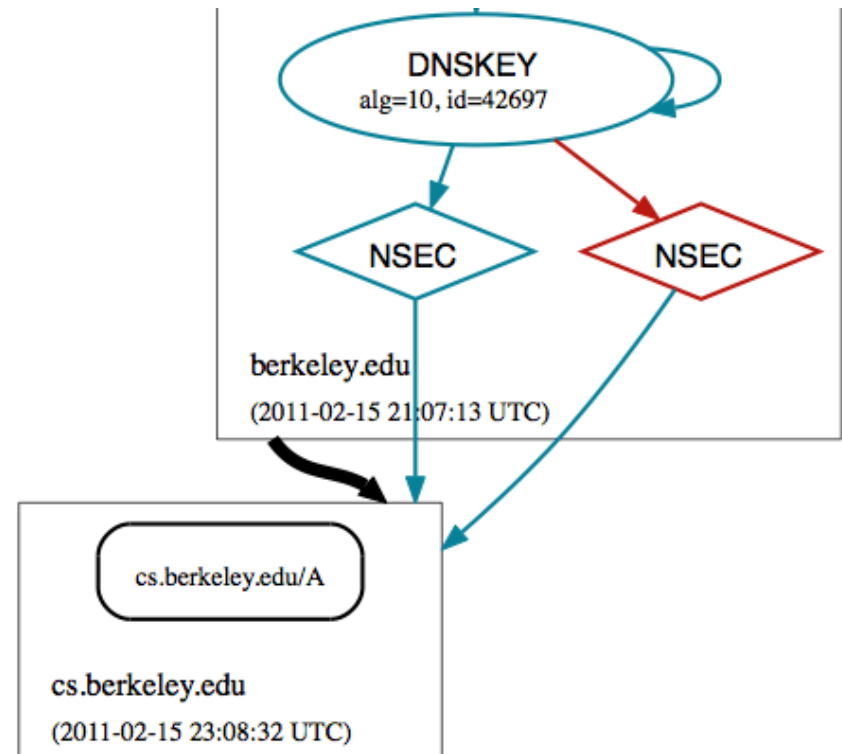 DNSKEY
alg=10, id=42697
NSEC
NSEC
berkeley.edu
(2011-02-15 21:07:13 UTC)
cs.berkeley.edu/A
cs.berkeley.edu
(2011-02-15 23:08:32 UTC)